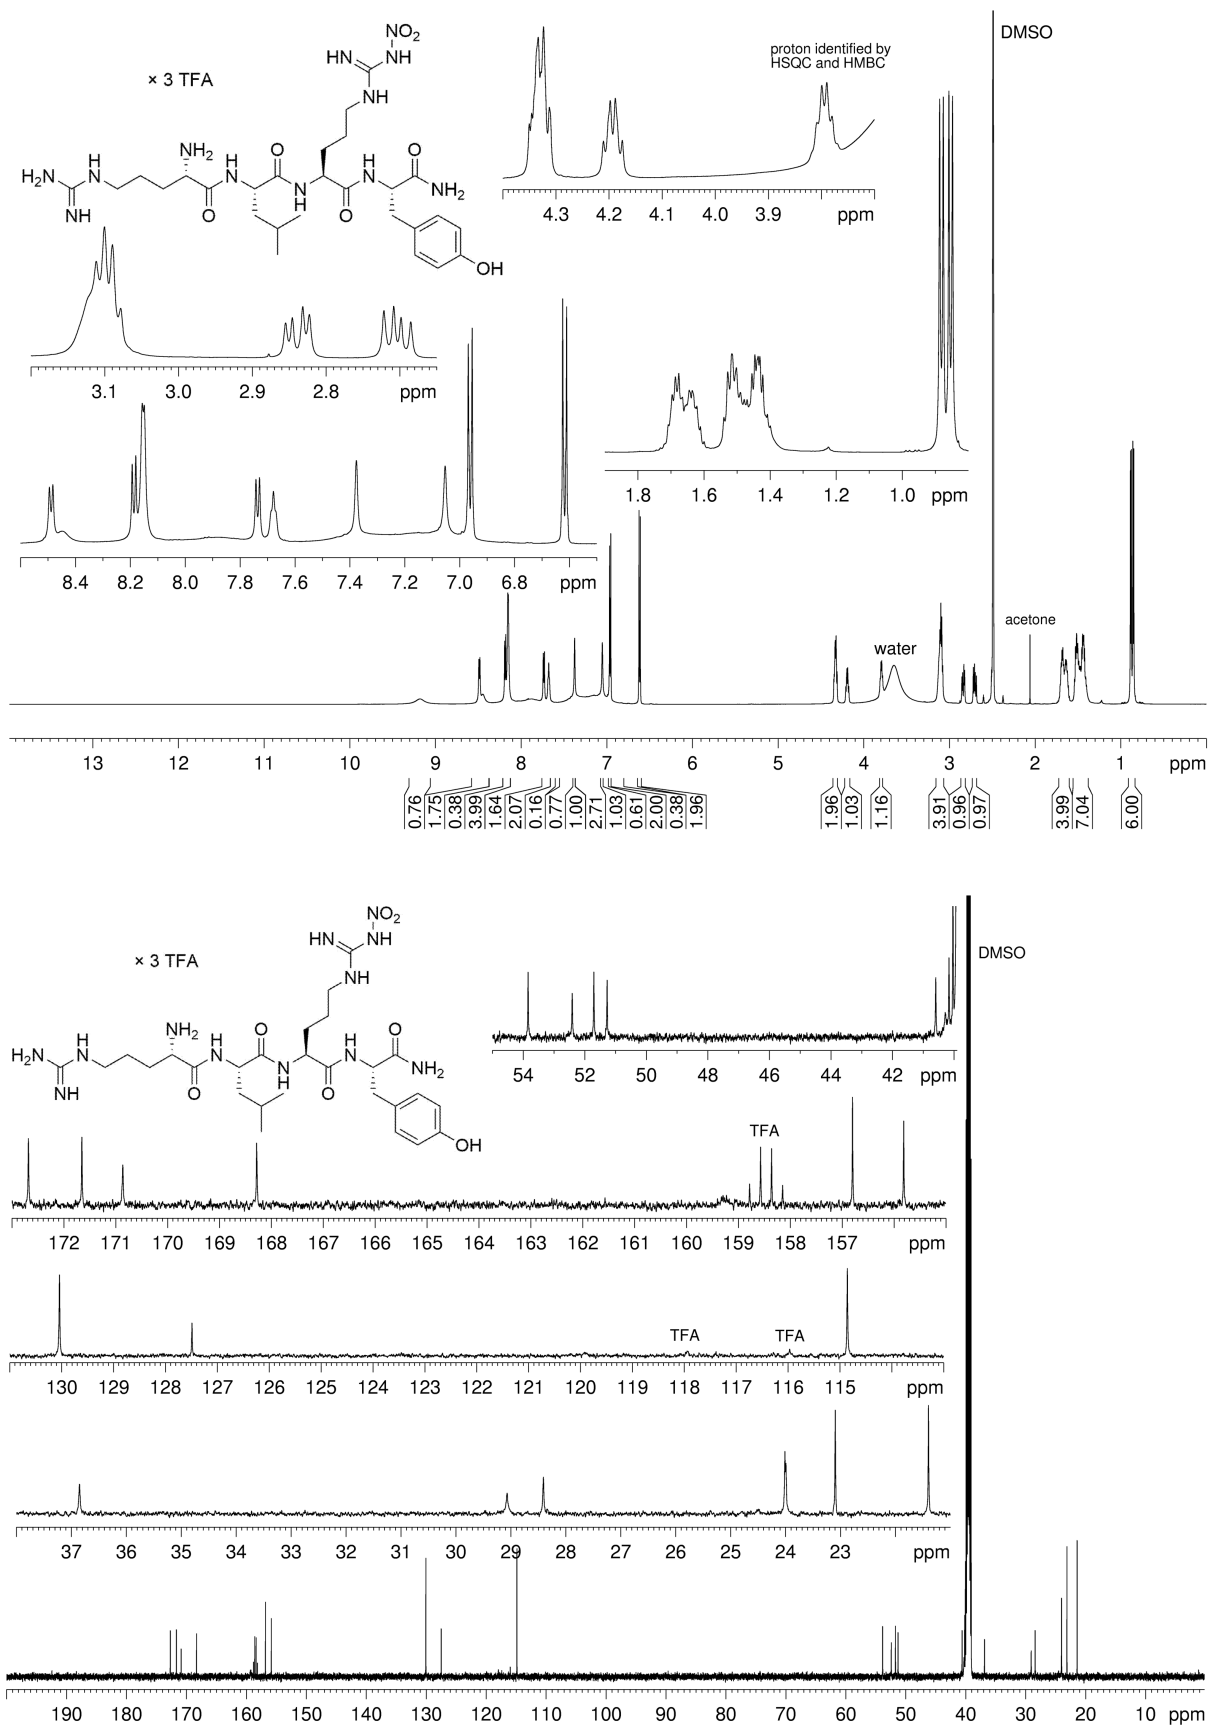 NO2
HN
NH
× 3 TFA
NH
NH2
H
N
O
H
N
O
H2N
H
N
NH
O
N
H
O
NH2
OH
proton identified by
HSQC and HMBC
DMSO
4.3 4.2 4.1 4.0 3.9 ppm
3.1 3.0 2.9 2.8 ppm
1.8 1.6 1.4 1.2 1.0 ppm
8.4 8.2 8.0 7.8 7.6 7.4 7.2 7.0 6.8 ppm
acetone
water
13 12 11 10 9 8 7 6 5 4 3 2 1 ppm
0.76 1.75 0.38 3.99 1.64 2.07 0.16 0.77 1.00 2.71 1.03 0.61 2.00 0.38 1.96 1.96 1.03 1.16 3.91 0.96 0.97 3.99 7.04 6.00
NO2
HN
NH
× 3 TFA
NH
NH2
H
N
O
H
N
O
H2N
H
N
NH
O
N
H
O
NH2
OH
DMSO
54 52 50 48 46 44 42 ppm
TFA
172 171 170 169 168 167 166 165 164 163 162 161 160 159 158 157 ppm
TFA TFA
130 129 128 127 126 125 124 123 122 121 120 119 118 117 116 115 ppm
37 36 35 34 33 32 31 30 29 28 27 26 25 24 23 ppm
190 180 170 160 150 140 130 120 110 100 90 80 70 60 50 40 30 20 10 ppm